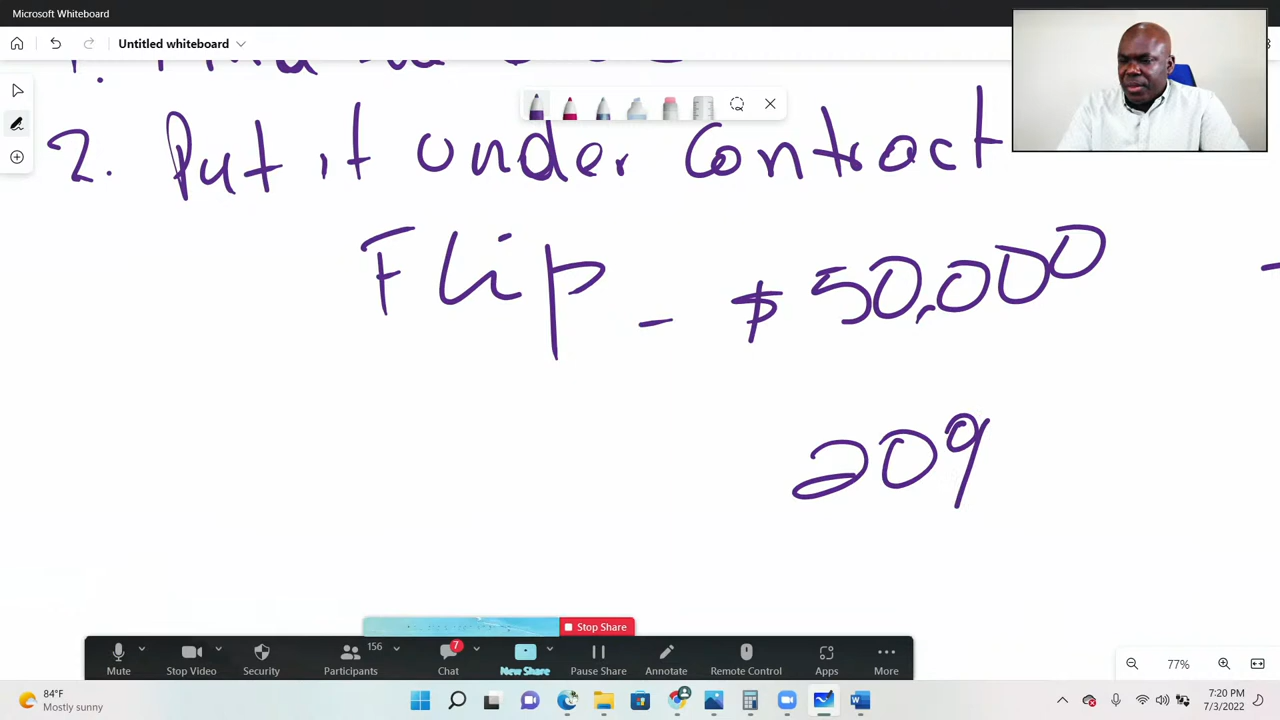 Microsoft Whiteboard
Untitled whiteboard
1. Find
2. Put it under contract
Flip - $50,000
209
Stop Share
156
7
Mute
Stop Video
Security
Participants
Chat
New Share
Pause Share
Annotate
Remote Control
Apps
More
77%
84°F
Mostly sunny
7:20 PM
7/3/2022